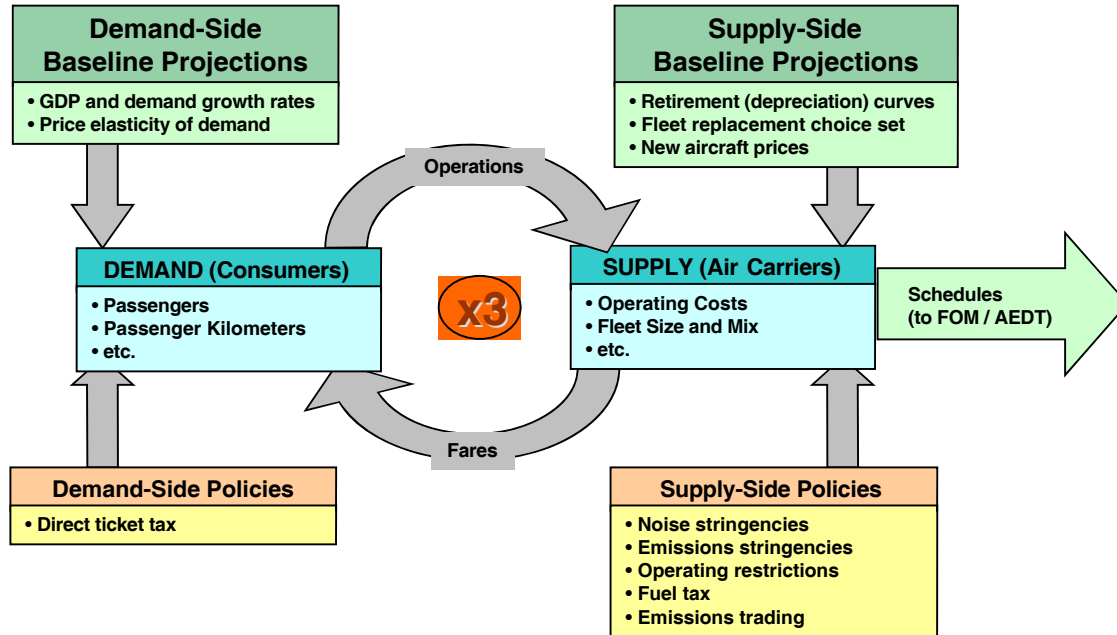 Demand-Side
Baseline Projections
• GDP and demand growth rates
• Price elasticity of demand
Supply-Side
Baseline Projections
• Retirement (depreciation) curves
• Fleet replacement choice set
• New aircraft prices
Operations
DEMAND (Consumers)
• Passengers
• Passenger Kilometers
• etc.
x3
SUPPLY (Air Carriers)
• Operating Costs
• Fleet Size and Mix
• etc.
Schedules
(to FOM / AEDT)
Fares
Demand-Side Policies
• Direct ticket tax
Supply-Side Policies
• Noise stringencies
• Emissions stringencies
• Operating restrictions
• Fuel tax
• Emissions trading